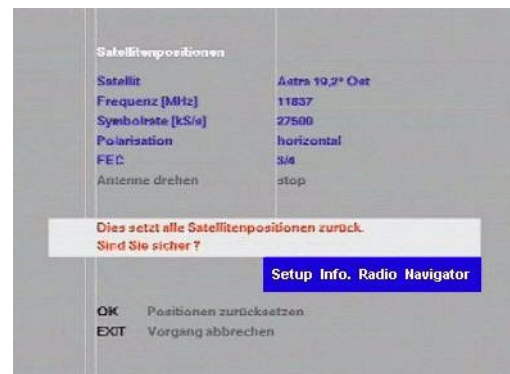 Satellitenpositionen
Satellit Astra 19,2° Ost
Frequenz [MHz] 11837
Symbolrate [kS/s] 27500
Polarisation horizontal
FEC 3/4
Antenne drehen stop
Dies setzt alle Satellitenpositionen zurück.
Sind Sie sicher ?
Setup Info. Radio Navigator
OK Positionen zurücksetzen
EXIT Vorgang abbrechen